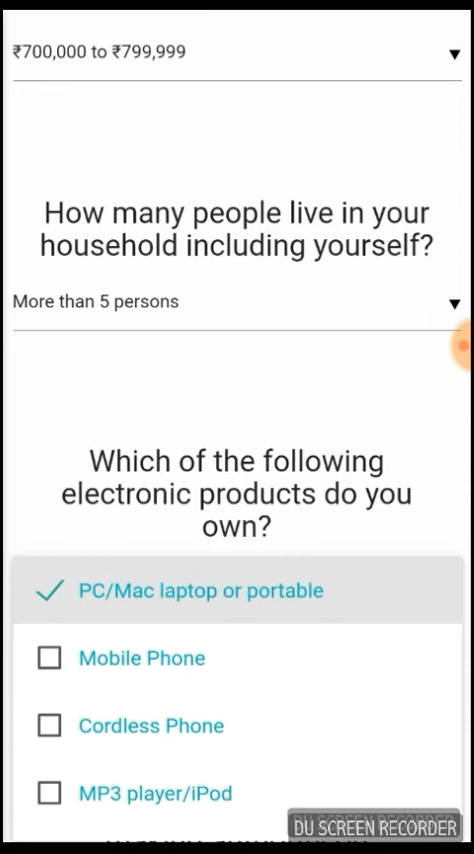 ₹700,000 to ₹799,999
How many people live in your
household including yourself?
More than 5 persons
Which of the following
electronic products do you
own?
PC/Mac laptop or portable
Mobile Phone
Cordless Phone
MP3 player/iPod
DU SCREEN RECORDER